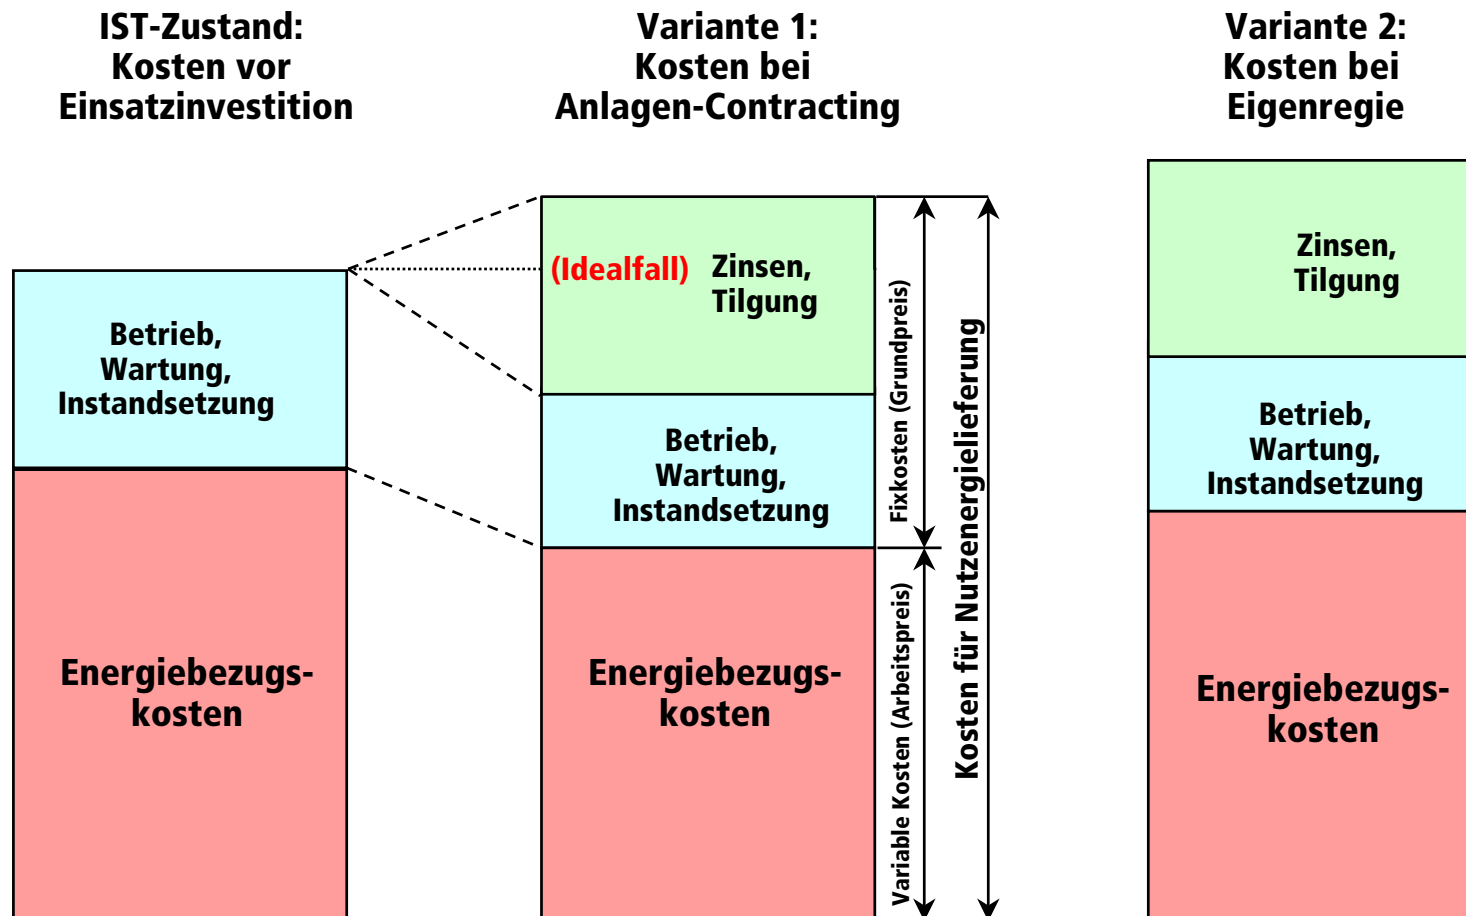 IST-Zustand:
Kosten vor
Einsatzinvestition
Variante 1:
Kosten bei
Anlagen-Contracting
Variante 2:
Kosten bei
Eigenregie
Betrieb,
Wartung,
Instandsetzung
Energiebezugs-
kosten
(Idealfall)
Zinsen,
Tilgung
Betrieb,
Wartung,
Instandsetzung
Energiebezugs-
kosten
Fixkosten (Grundpreis)
Variable Kosten (Arbeitspreis)
Kosten für Nutzenergielieferung
Zinsen,
Tilgung
Betrieb,
Wartung,
Instandsetzung
Energiebezugs-
kosten